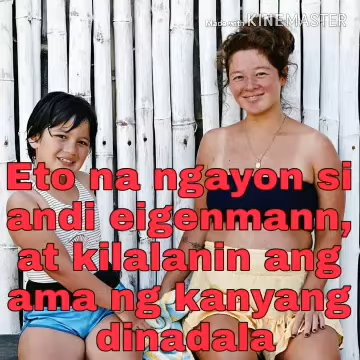 Made with KINEMASTER
Eto na ngayon si
andi eigenmann,
at kilalanin ang
ama ng kanyang
dinadala